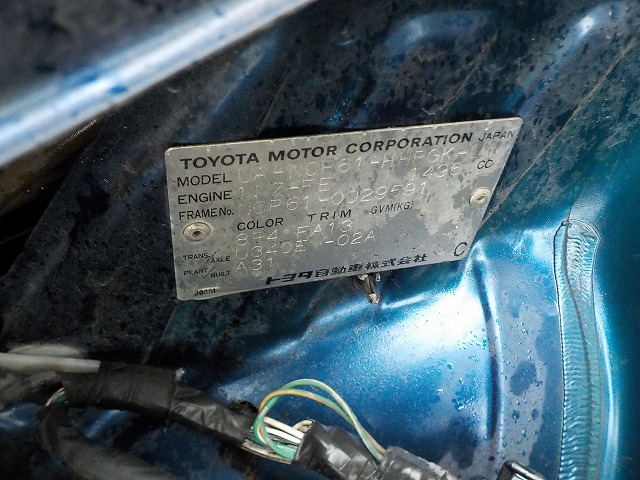 TOYOTA MOTOR CORPORATION JAPAN
MODEL UA-NCP61-
ENGINE 1NZ-FE 1496 CC
FRAME No. NCP61-0029591
COLOR TRIM GVM(KG)
FA13
TRANS/AXLE U340E -02A
PLANT/BUILT A31 C
トヨタ自動車株式会社